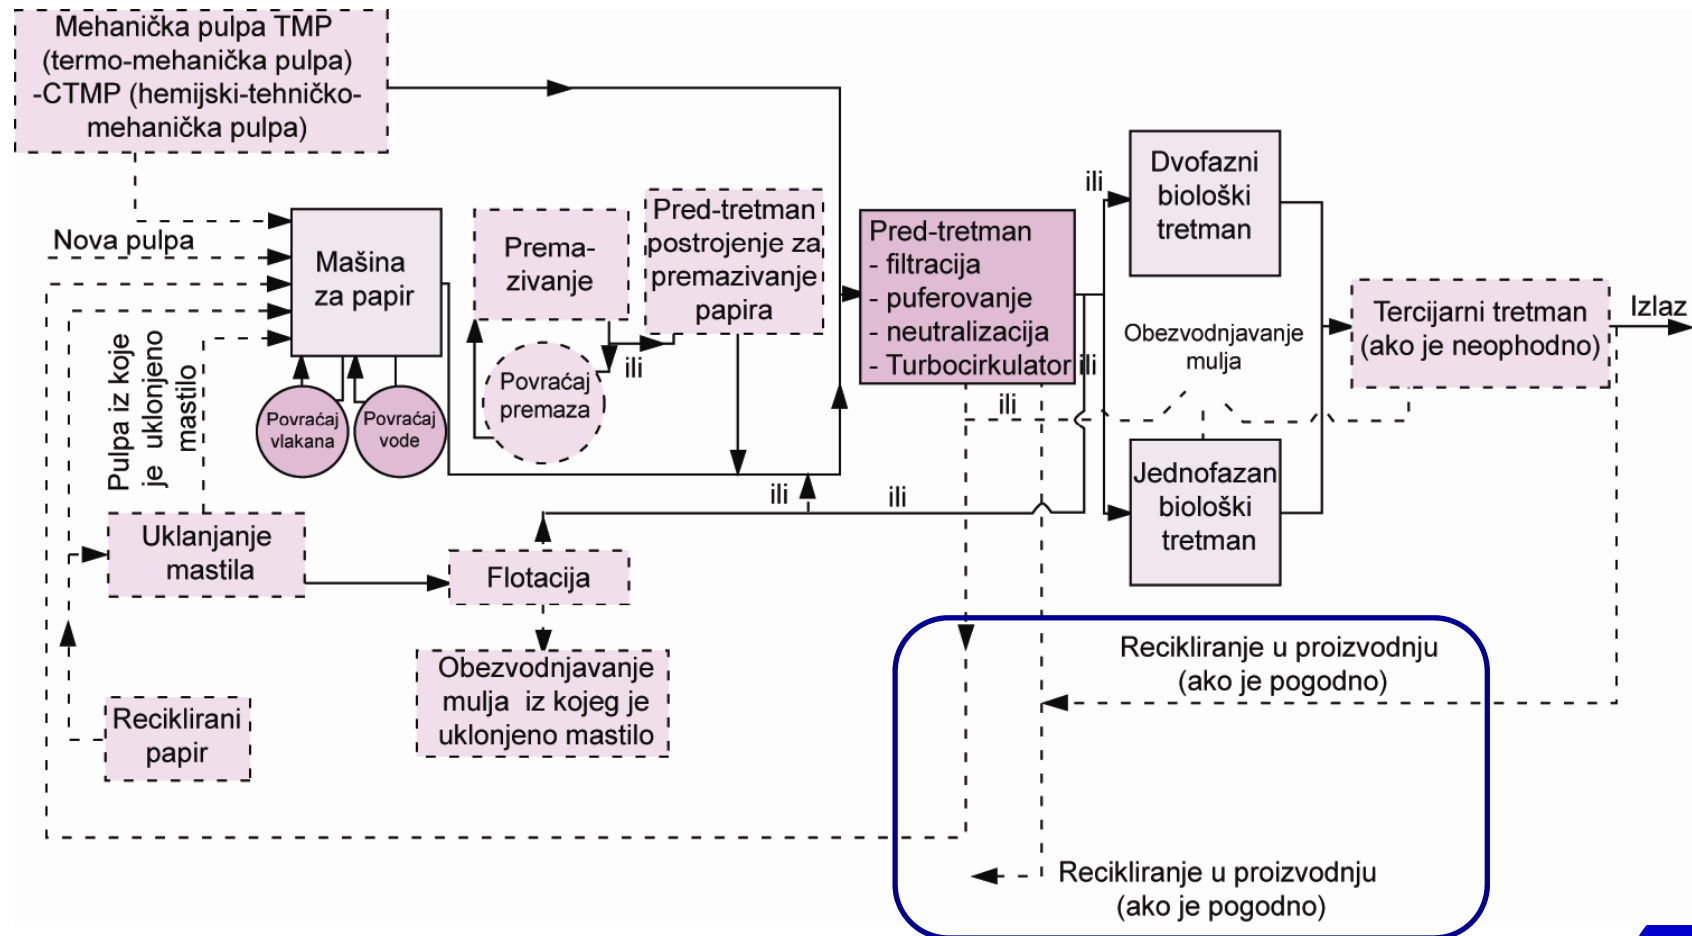 Mehanička pulpa TMP
(termo-mehanička pulpa)
-CTMP (hemijski-tehničko-
mehanička pulpa)
Nova pulpa
Mašina
za papir
Prema-
zivanje
Pred-tretman
postrojenje za
premazivanje
papira
Pred-tretman
- filtracija
- puferovanje
- neutralizacija
- Turbocirkulator
ili
Dvofazni
biološki
tretman
ili
Obezvodnjavanje
mulja
Tercijarni tretman
(ako je neophodno)
Izlaz
Pulpa iz koje
je uklonjeno
mastilo
Povraćaj
vlakana
Povraćaj
vode
Povraćaj
premaza
ili
ili
Jednofazan
biološki
tretman
ili
ili
Uklanjanje
mastila
Flotacija
Obezvodnjavanje
mulja iz kojeg je
uklonjeno mastilo
Reciklirani
papir
Recikliranje u proizvodnju
(ako je pogodno)
Recikliranje u proizvodnju
(ako je pogodno)